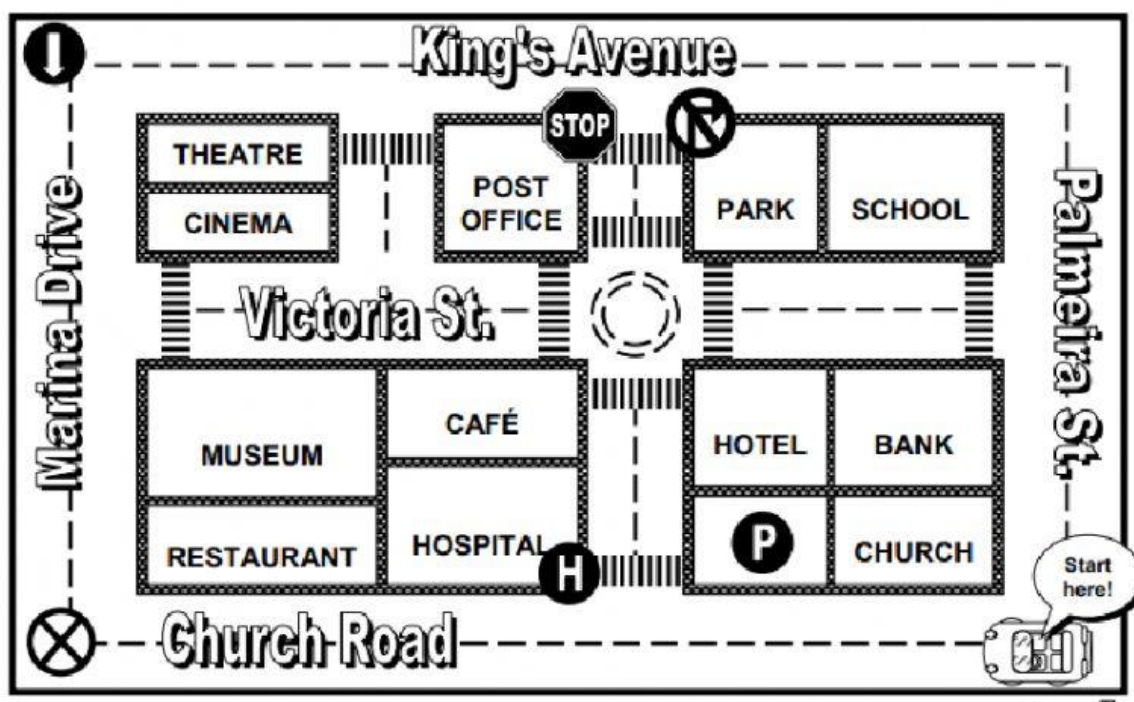 King's Avenue
STOP
THEATRE
POST
OFFICE
PARK
SCHOOL
CINEMA
Marina Drive
Palmeira St.
Victoria St.
CAFÉ
MUSEUM
HOTEL
BANK
RESTAURANT
HOSPITAL
H
P
CHURCH
Start
here!
Church Road